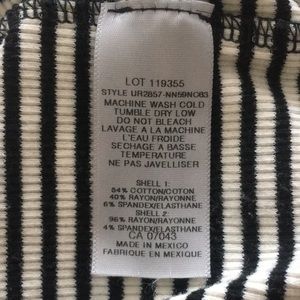 LOT 119355
STYLE UR2857-NN59NC83
MACHINE WASH COLD
TUMBLE DRY LOW
DO NOT BLEACH
LAVAGE A LA MACHINE
L'EAU FROIDE
SECHAGE A BASSE
TEMPERATURE
NE PAS JAVELLISER
SHELL 1:
54% COTTON/COTON
40% RAYON/RAYONNE
6% SPANDEX/ELASTHANE
SHELL 2:
96% RAYON/RAYONNE
4% SPANDEX/ELASTHANE
CA 07043
MADE IN MEXICO
FABRIQUE EN MEXIQUE